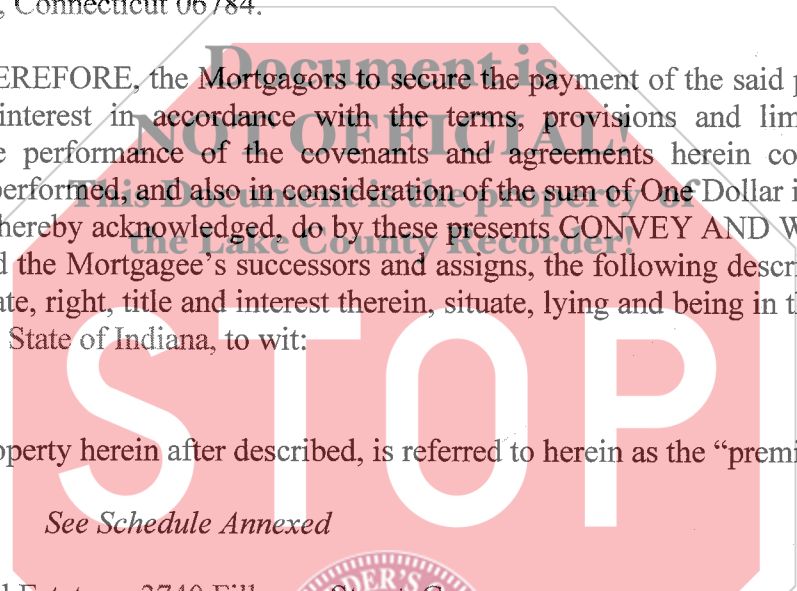 , Connecticut 06784.
Document is
EREFORE, the Mortgagors to secure the payment of the said p
interest in accordance with the terms, provisions and lim
NOT OFFICIAL!
e performance of the covenants and agreements herein co
performed, and also in consideration of the sum of One Dollar i
This Document is the property of
hereby acknowledged, do by these presents CONVEY AND W
the Lake County Recorder!
d the Mortgagee's successors and assigns, the following descri
ate, right, title and interest therein, situate, lying and being in th
State of Indiana, to wit:
STOP
operty herein after described, is referred to herein as the “premi
See Schedule Annexed
DER'S